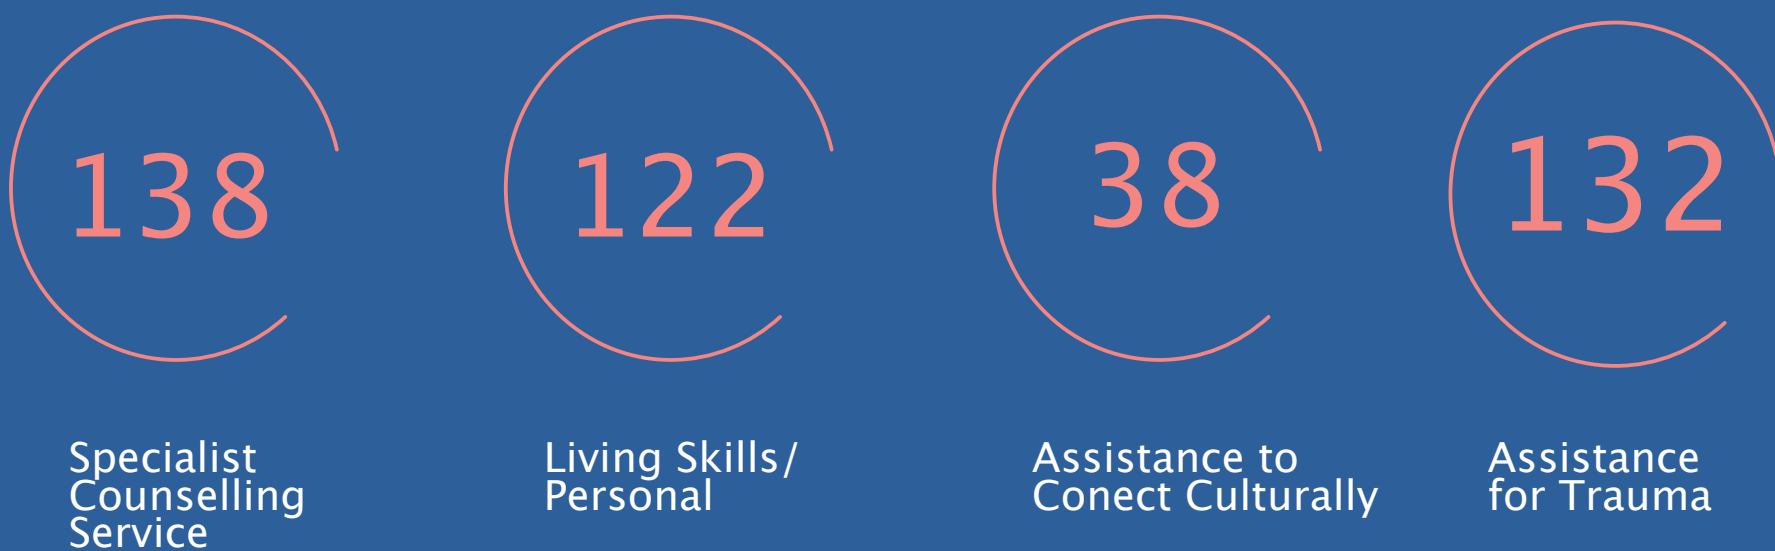 138
122
38
132
Specialist
Counselling
Service
Living Skills/
Personal
Assistance to
Conect Culturally
Assistance
for Trauma